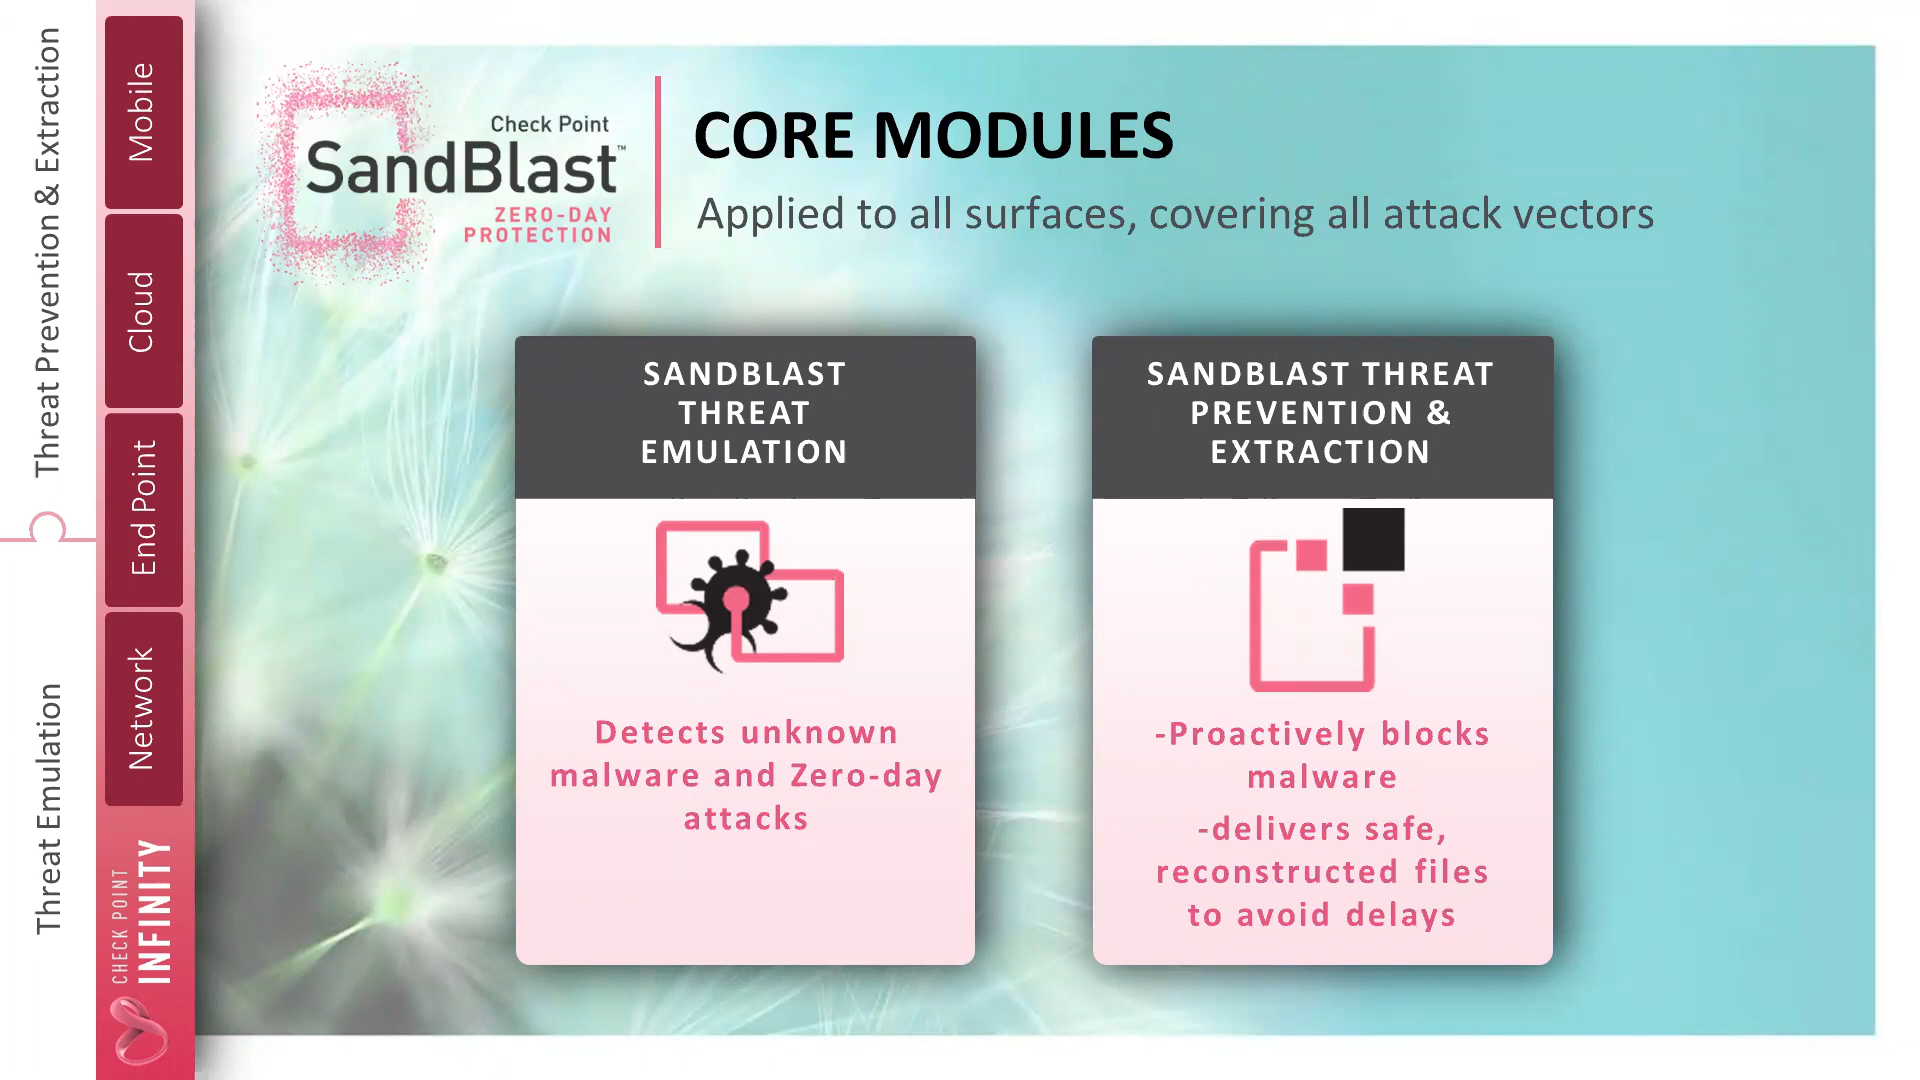 Threat Prevention & Extraction
Threat Emulation
Mobile
Cloud
End Point
Network
CHECK POINT
INFINITY
Check Point
SandBlast™
ZERO-DAY
PROTECTION
CORE MODULES
Applied to all surfaces, covering all attack vectors
SANDBLAST
THREAT
EMULATION
Detects unknown
malware and Zero-day
attacks
SANDBLAST THREAT
PREVENTION &
EXTRACTION
-Proactively blocks
malware
-delivers safe,
reconstructed files
to avoid delays